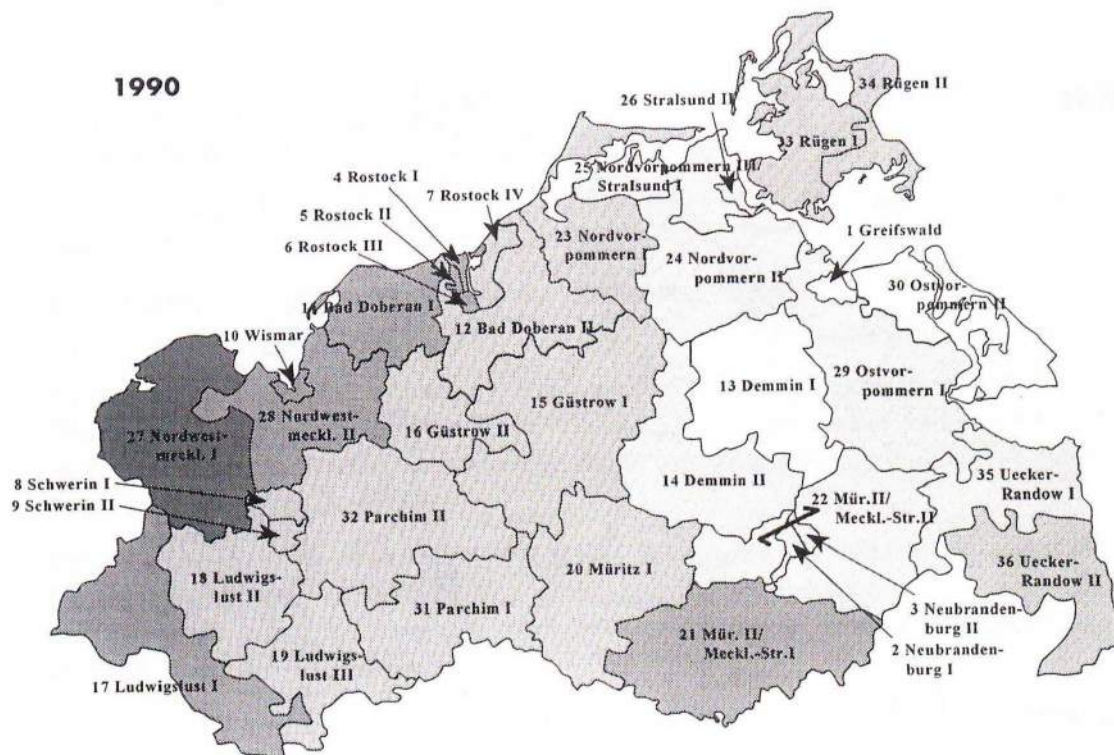 1990
34 Rügen II
26 Stralsund II
33 Rügen I
25 Nordvorpommern III/
Stralsund I
4 Rostock I
7 Rostock IV
5 Rostock II
6 Rostock III
23 Nordvor-
pommern I
1 Greifswald
24 Nordvor-
pommern II
30 Ostvor-
pommern II
11 Bad Doberan I
12 Bad Doberan II
10 Wismar
13 Demmin I
29 Ostvor-
pommern I
15 Güstrow I
28 Nordwest-
meckl. II
16 Güstrow II
27 Nordwest-
meckl. I
8 Schwerin I
9 Schwerin II
14 Demmin II
22 Mür.II/
Meckl.-Str.II
35 Uecker-
Randow I
32 Parchim II
20 Müritz I
36 Uecker-
Randow II
18 Ludwigs-
lust II
31 Parchim I
3 Neubranden-
burg II
21 Mür. II/
Meckl.-Str.I
2 Neubranden-
burg I
19 Ludwigs-
lust III
17 Ludwigslust I